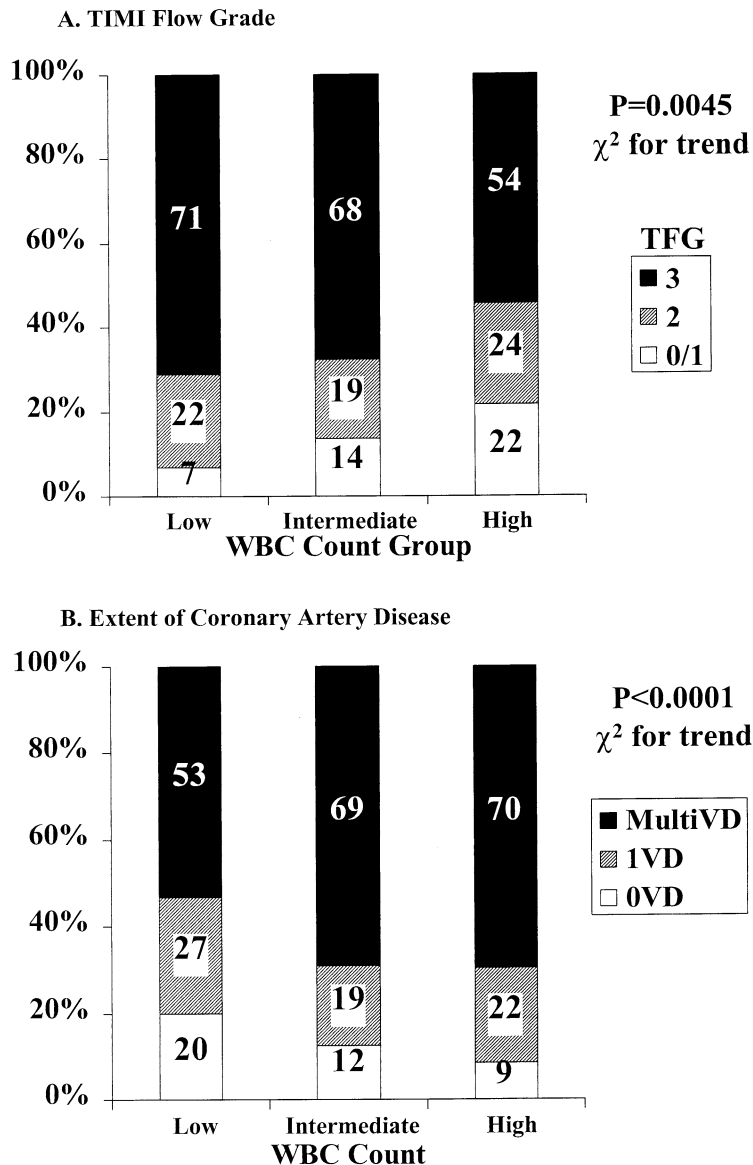 A. TIMI Flow Grade
100%
80%
60%
40%
20%
0%
71
22
7
68
19
14
54
24
22
Low
Intermediate
High
WBC Count Group
P=0.0045
χ² for trend
TFG
3
2
0/1
B. Extent of Coronary Artery Disease
100%
80%
60%
40%
20%
0%
53
27
20
69
19
12
70
22
9
Low
Intermediate
High
WBC Count
P<0.0001
χ² for trend
MultiVD
1VD
0VD